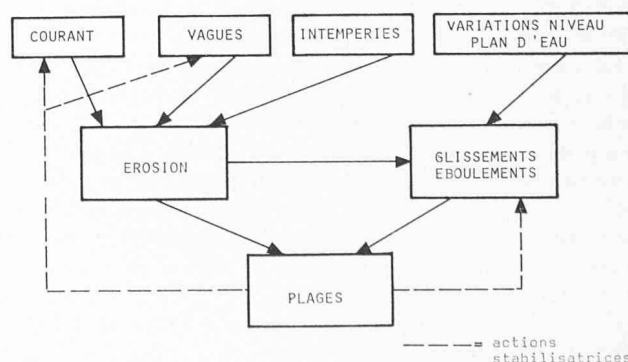 COURANT
VAGUES
INTEMPERIES
VARIATIONS NIVEAU
PLAN D'EAU
EROSION
GLISSEMENTS
EBOULEMENTS
PLAGES
= actions
stabilisatrices